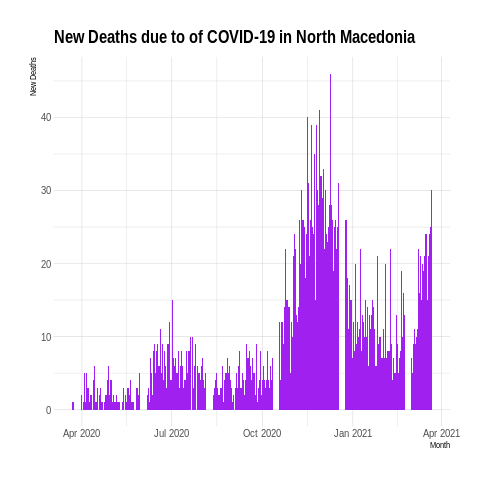 New Deaths due to of COVID-19 in North Macedonia
New Deaths
40
30
20
10
0
Apr 2020 Jul 2020 Oct 2020 Jan 2021 Apr 2021
Month